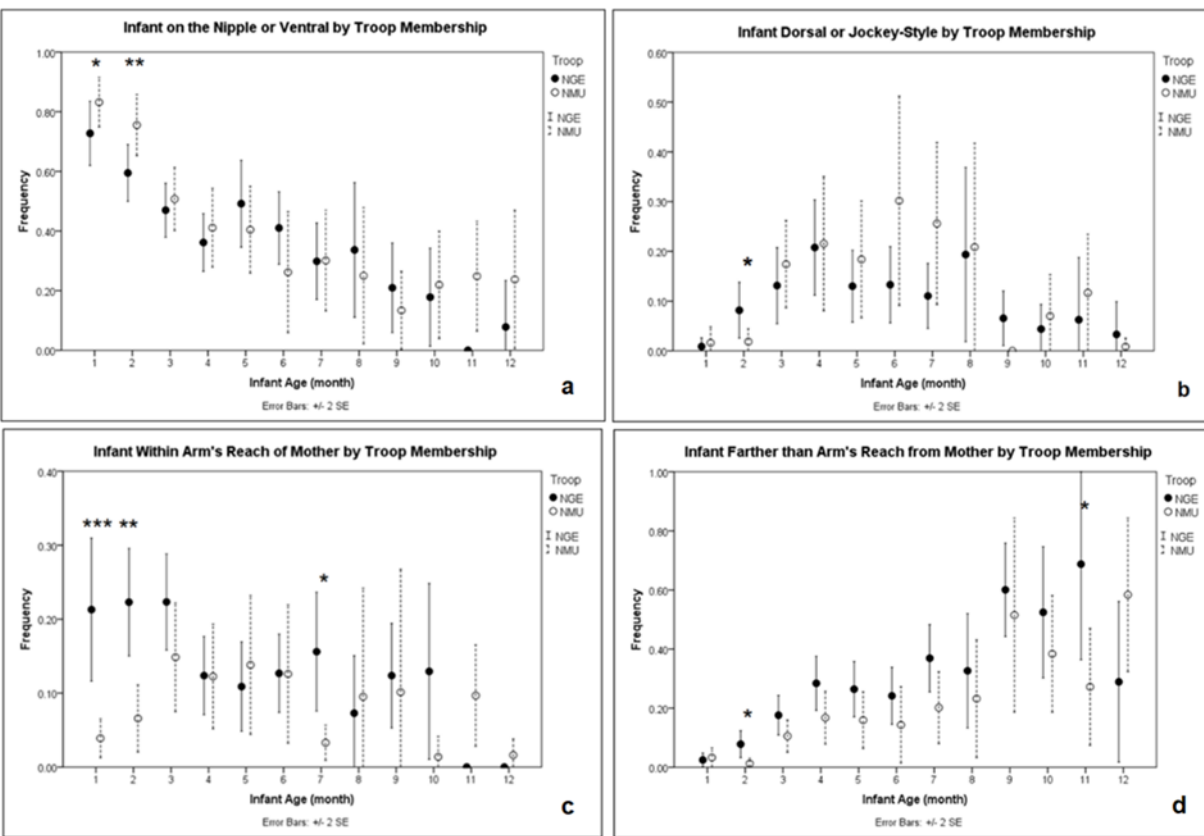 Infant on the Nipple or Ventral by Troop Membership
1.00
0.80
0.60
0.40
0.20
0.00
Frequency
* **
1 2 3 4 5 6 7 8 9 10 11 12
Infant Age (month)
Error Bars: +/- 2 SE
Troop
NGE
NMU
NGE
NMU
a
Infant Dorsal or Jockey-Style by Troop Membership
0.60
0.50
0.40
0.30
0.20
0.10
0.00
Frequency
*
1 2 3 4 5 6 7 8 9 10 11 12
Infant Age (month)
Error Bars: +/- 2 SE
Troop
NGE
NMU
NGE
NMU
b
Infant Within Arm's Reach of Mother by Troop Membership
0.40
0.30
0.20
0.10
0.00
Frequency
*** ** *
1 2 3 4 5 6 7 8 9 10 11 12
Infant Age (month)
Error Bars: +/- 2 SE
Troop
NGE
NMU
NGE
NMU
c
Infant Farther than Arm's Reach from Mother by Troop Membership
1.00
0.80
0.60
0.40
0.20
0.00
Frequency
* *
1 2 3 4 5 6 7 8 9 10 11 12
Infant Age (month)
Error Bars: +/- 2 SE
Troop
NGE
NMU
NGE
NMU
d